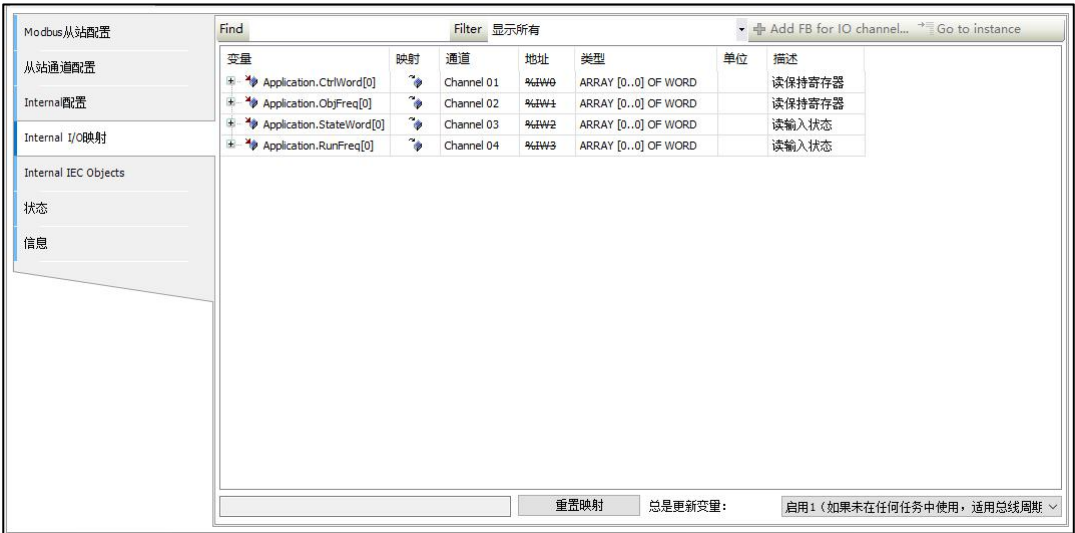 Modbus从站配置
从站通道配置
Internal配置
Internal I/O映射
Internal IEC Objects
状态
信息
Find Filter 显示所有 Add FB for IO channel... Go to instance
变量 映射 通道 地址 类型 单位 描述
Application.CtrlWord[0] Channel 01 %IW0 ARRAY [0..0] OF WORD 读保持寄存器
Application.ObjFreq[0] Channel 02 %IW1 ARRAY [0..0] OF WORD 读保持寄存器
Application.StateWord[0] Channel 03 %IW2 ARRAY [0..0] OF WORD 读输入状态
Application.RunFreq[0] Channel 04 %IW3 ARRAY [0..0] OF WORD 读输入状态
重置映射 总是更新变量: 启用1（如果未在任何任务中使用，适用总线周期